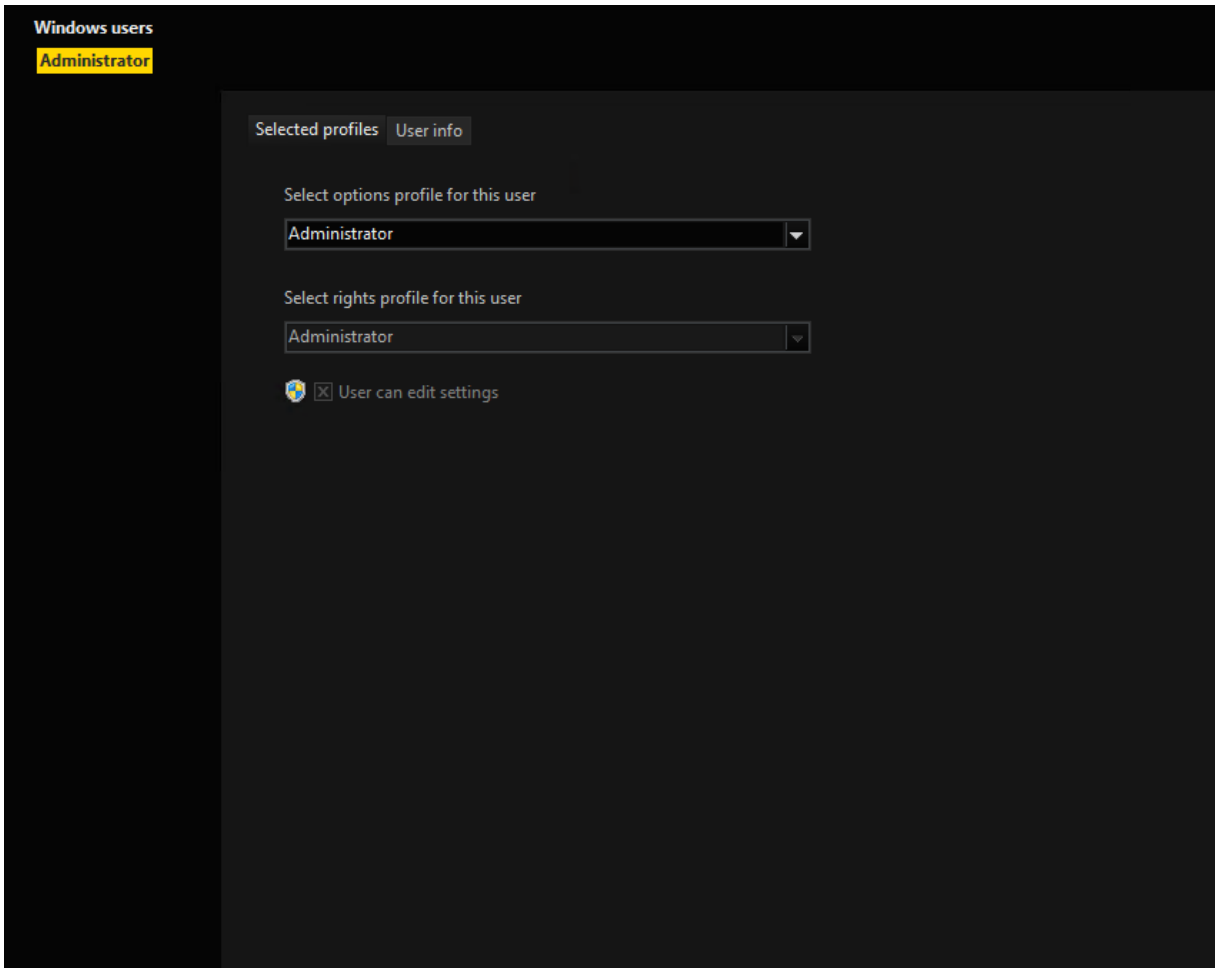 Windows users
Administrator
Selected profiles User info
Select options profile for this user
Administrator
Select rights profile for this user
Administrator
User can edit settings